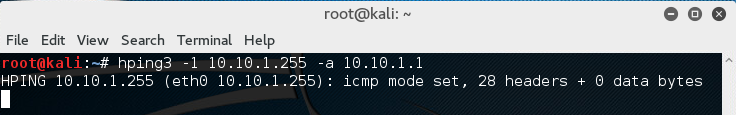 root@kali: ~
File Edit View Search Terminal Help
root@kali:~# hping3 -1 10.10.1.255 -a 10.10.1.1
HPING 10.10.1.255 (eth0 10.10.1.255): icmp mode set, 28 headers + 0 data bytes